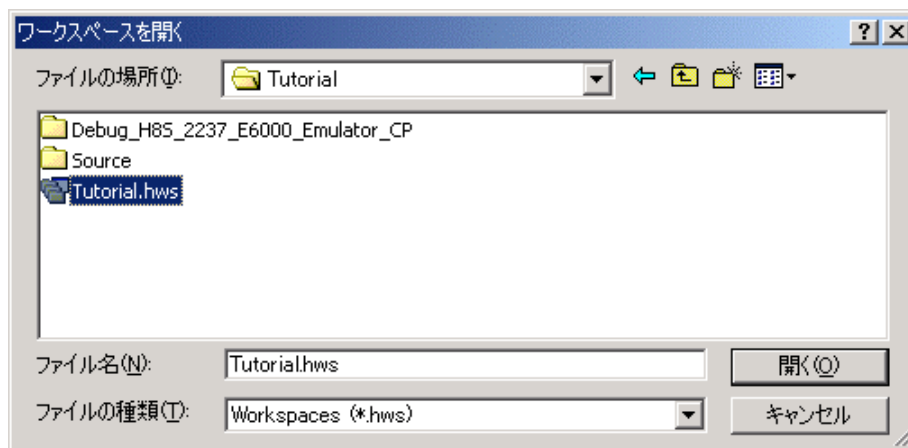 ワークスペースを開く
ファイルの場所(I):
Tutorial
Debug_H8S_2237_E6000_Emulator_CP
Source
Tutorial.hws
ファイル名(N):
Tutorial.hws
開く(O)
ファイルの種類(T):
Workspaces (*.hws)
キャンセル